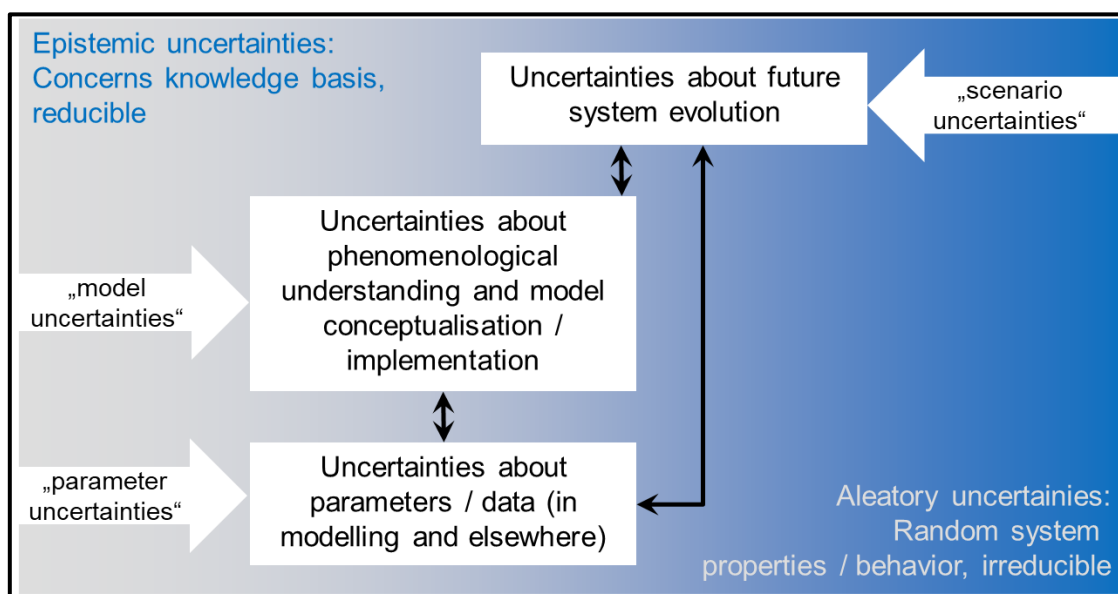 Epistemic uncertainties:
Concerns knowledge basis,
reducible
Uncertainties about future
system evolution
„scenario
uncertainties“
Uncertainties about
phenomenological
understanding and model
conceptualisation /
implementation
„model
uncertainties“
Uncertainties about
parameters / data (in
modelling and elsewhere)
„parameter
uncertainties“
Aleatory uncertainies:
Random system
properties / behavior, irreducible